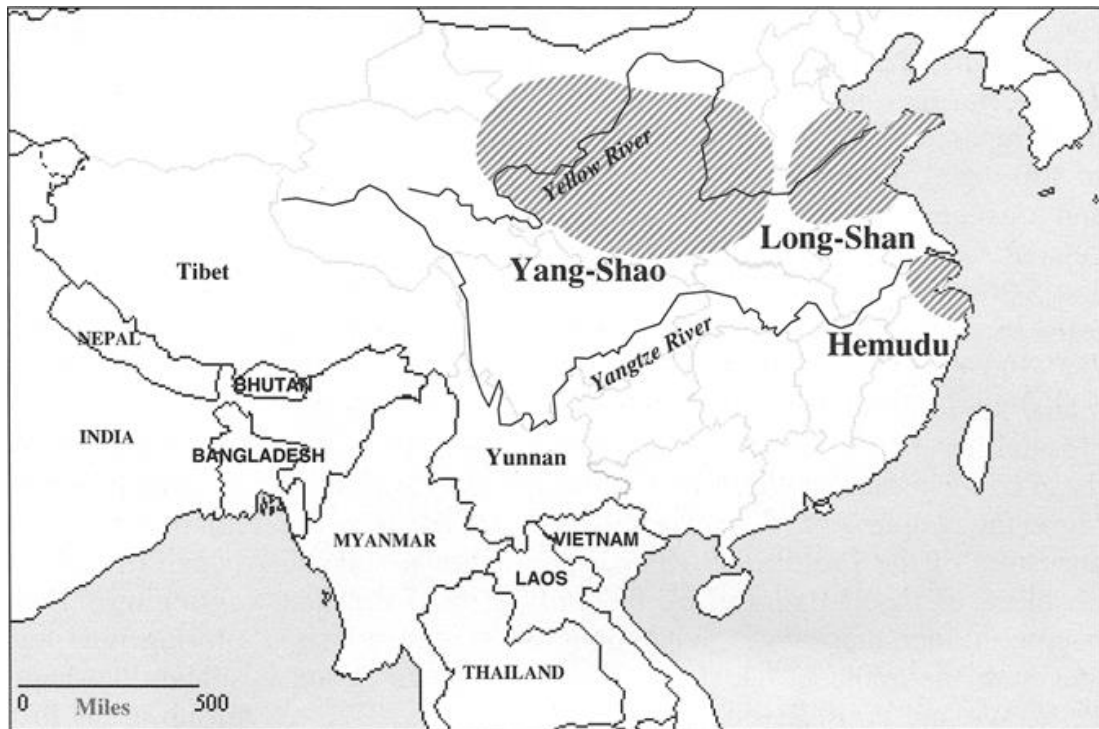 Yellow River
Long-Shan
Yang-Shao
Tibet
Hemudu
Yangtze River
NEPAL
BHUTAN
INDIA
BANGLADESH
Yunnan
MYANMAR
VIETNAM
LAOS
THAILAND
0 500
Miles